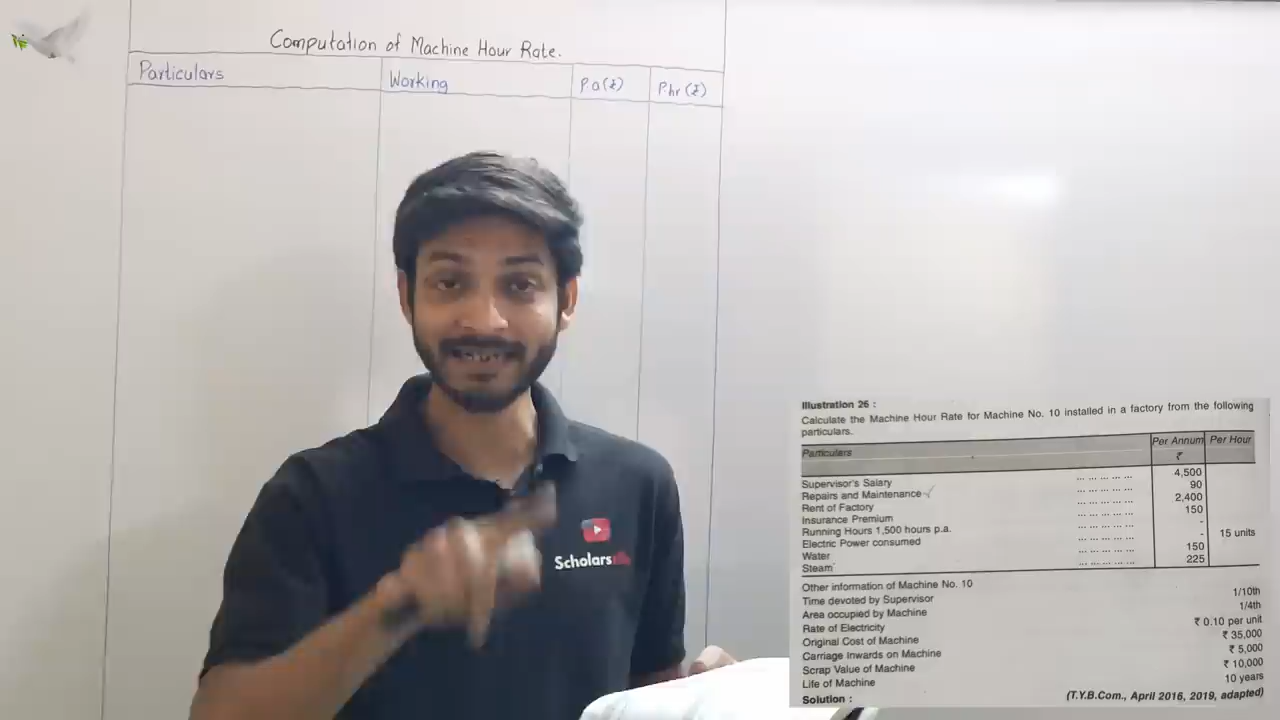 Computation of Machine Hour Rate.
Particulars Working P.a (₹) P.hr (₹)
Scholars
Illustration 26 :
Calculate the Machine Hour Rate for Machine No. 10 installed in a factory from the following
particulars.
Particulars Per Annum Per Hour
₹
Supervisor's Salary ... ... ... ... ... 4,500
Repairs and Maintenance ... ... ... ... ... 90
Rent of Factory ... ... ... ... ... 2,400
Insurance Premium ... ... ... ... ... 150
Running Hours 1,500 hours p.a. -
Electric Power consumed ... ... ... ... ... - 15 units
Water ... ... ... ... ... 150
Steam ... ... ... ... ... 225
Other information of Machine No. 10
Time devoted by Supervisor 1/10th
Area occupied by Machine 1/4th
Rate of Electricity ₹ 0.10 per unit
Original Cost of Machine ₹ 35,000
Carriage Inwards on Machine ₹ 5,000
Scrap Value of Machine ₹ 10,000
Life of Machine 10 years
Solution : (T.Y.B.Com., April 2016, 2019, adapted)